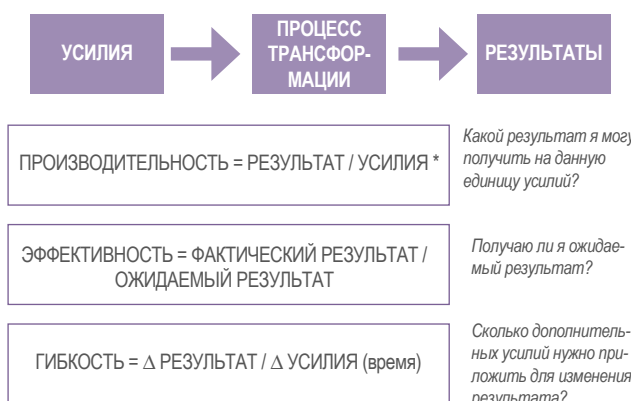 УСИЛИЯ
ПРОЦЕСС
ТРАНСФОР-
МАЦИИ
РЕЗУЛЬТАТЫ
ПРОИЗВОДИТЕЛЬНОСТЬ = РЕЗУЛЬТАТ / УСИЛИЯ *
Какой результат я могу
получить на данную
единицу усилий?
ЭФФЕКТИВНОСТЬ = ФАКТИЧЕСКИЙ РЕЗУЛЬТАТ /
ОЖИДАЕМЫЙ РЕЗУЛЬТАТ
Получаю ли я ожидае-
мый результат?
ГИБКОСТЬ = Δ РЕЗУЛЬТАТ / Δ УСИЛИЯ (время)
Сколько дополнитель-
ных усилий нужно при-
ложить для изменения
результата?